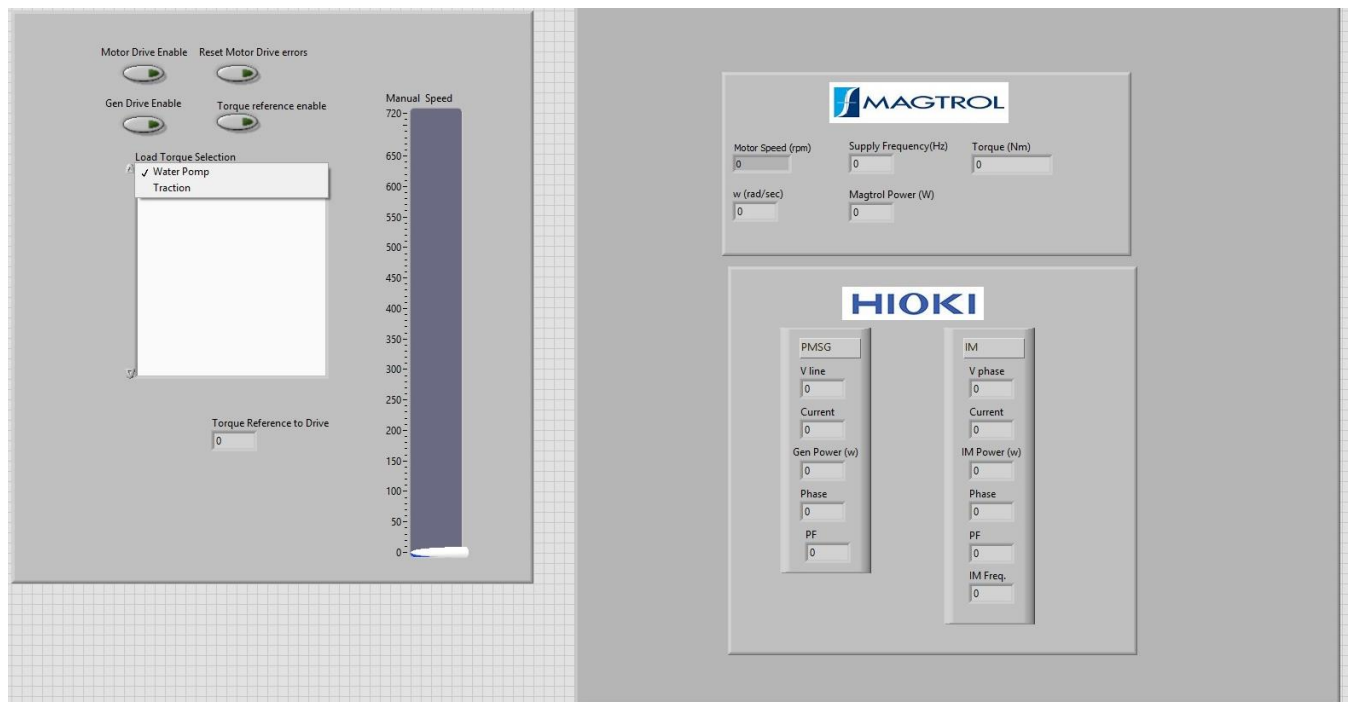 Motor Drive Enable
Reset Motor Drive errors
Gen Drive Enable
Torque reference enable
Load Torque Selection
✓ Water Pomp
Traction
Torque Reference to Drive
0
Manual Speed
720
650
600
550
500
450
400
350
300
250
200
150
100
50
0
MAGTROL
Motor Speed (rpm)
0
Supply Frequency(Hz)
0
Torque (Nm)
0
w (rad/sec)
0
Magtrol Power (W)
0
HIOKI
PMSG
V line
0
Current
0
Gen Power (w)
0
Phase
0
PF
0
IM
V phase
0
Current
0
IM Power (w)
0
Phase
0
PF
0
IM Freq.
0